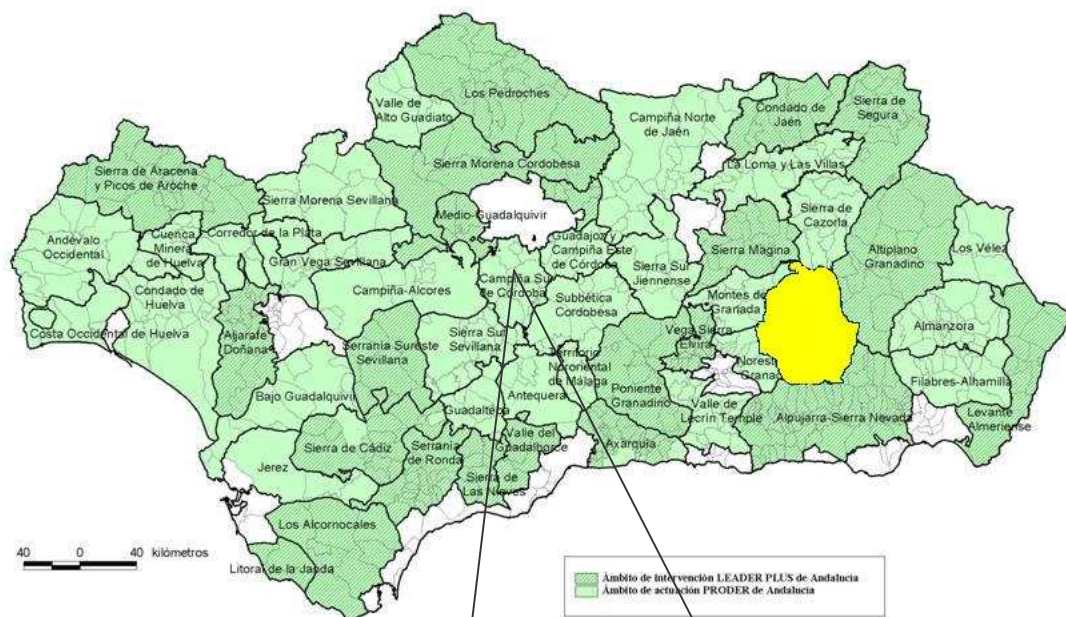 Los Pedroches
Valle de
Alto Guadiato
Campiña Norte
de Jaén
Condado de
Jaén
Sierra de
Segura
Sierra Morena Cordobesa
La Loma y Las Villas
Sierra de Aracena
y Picos de Aroche
Sierra Morena Sevillana
Medio-Guadalquivir
Sierra de
Cazorla
Andévalo
Occidental
Cuenca
Minera
de Huelva
Corredor de la Plata
Gran Vega Sevillana
Guadajoz y
Campiña Este
de Córdoba
Sierra Sur
Jiennense
Sierra Mágina
Altiplano
Granadino
Los Vélez
Condado de
Huelva
Campiña-Alcores
Campiña Sur
de Córdoba
Subbética
Cordobesa
Montes de
Granada
Costa Occidental de Huelva
Aljarafe
Doñana
Serranía Sureste
Sevillana
Sierra Sur
Sevillana
Vega Sierra
Elvira
Almanzora
Bajo Guadalquivir
Territorio
Nororiental
de Málaga
Antequera
Poniente
Granadino
Norest
Granad
Filabres-Alhamilla
Guadalteba
Valle de
Lecrín Temple
Alpujarra-Sierra Nevada
Levante
Almeriense
Jerez
Sierra de Cádiz
Serranía
de Ronda
Valle del
Guadalhorce
Axarquía
Sierra de
Las Nieves
Los Alcornocales
Litoral de la Janda
40 0 40 kilómetros
Ámbito de intervención LEADER PLUS de Andalucía
Ámbito de actuación PRODER de Andalucía